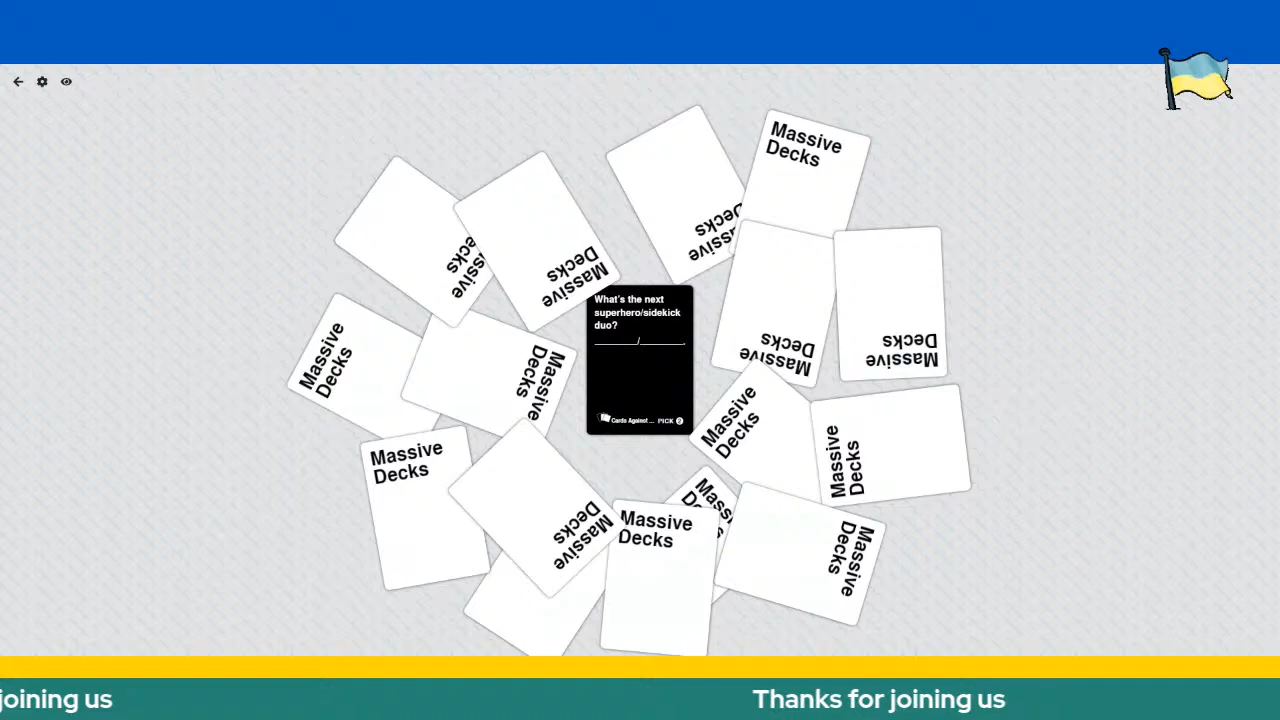 Massive
Decks
Massive
Decks
Massive
Decks
Massive
Decks
What's the next
superhero/sidekick
duo?
________/________.
Cards Against ...
PICK 2
Massive
Decks
Massive
Decks
Massive
Decks
Massive
Decks
Massive
Decks
Massive
Decks
Massive
Decks
Massive
Decks
Massive
Decks
joining us
Thanks for joining us